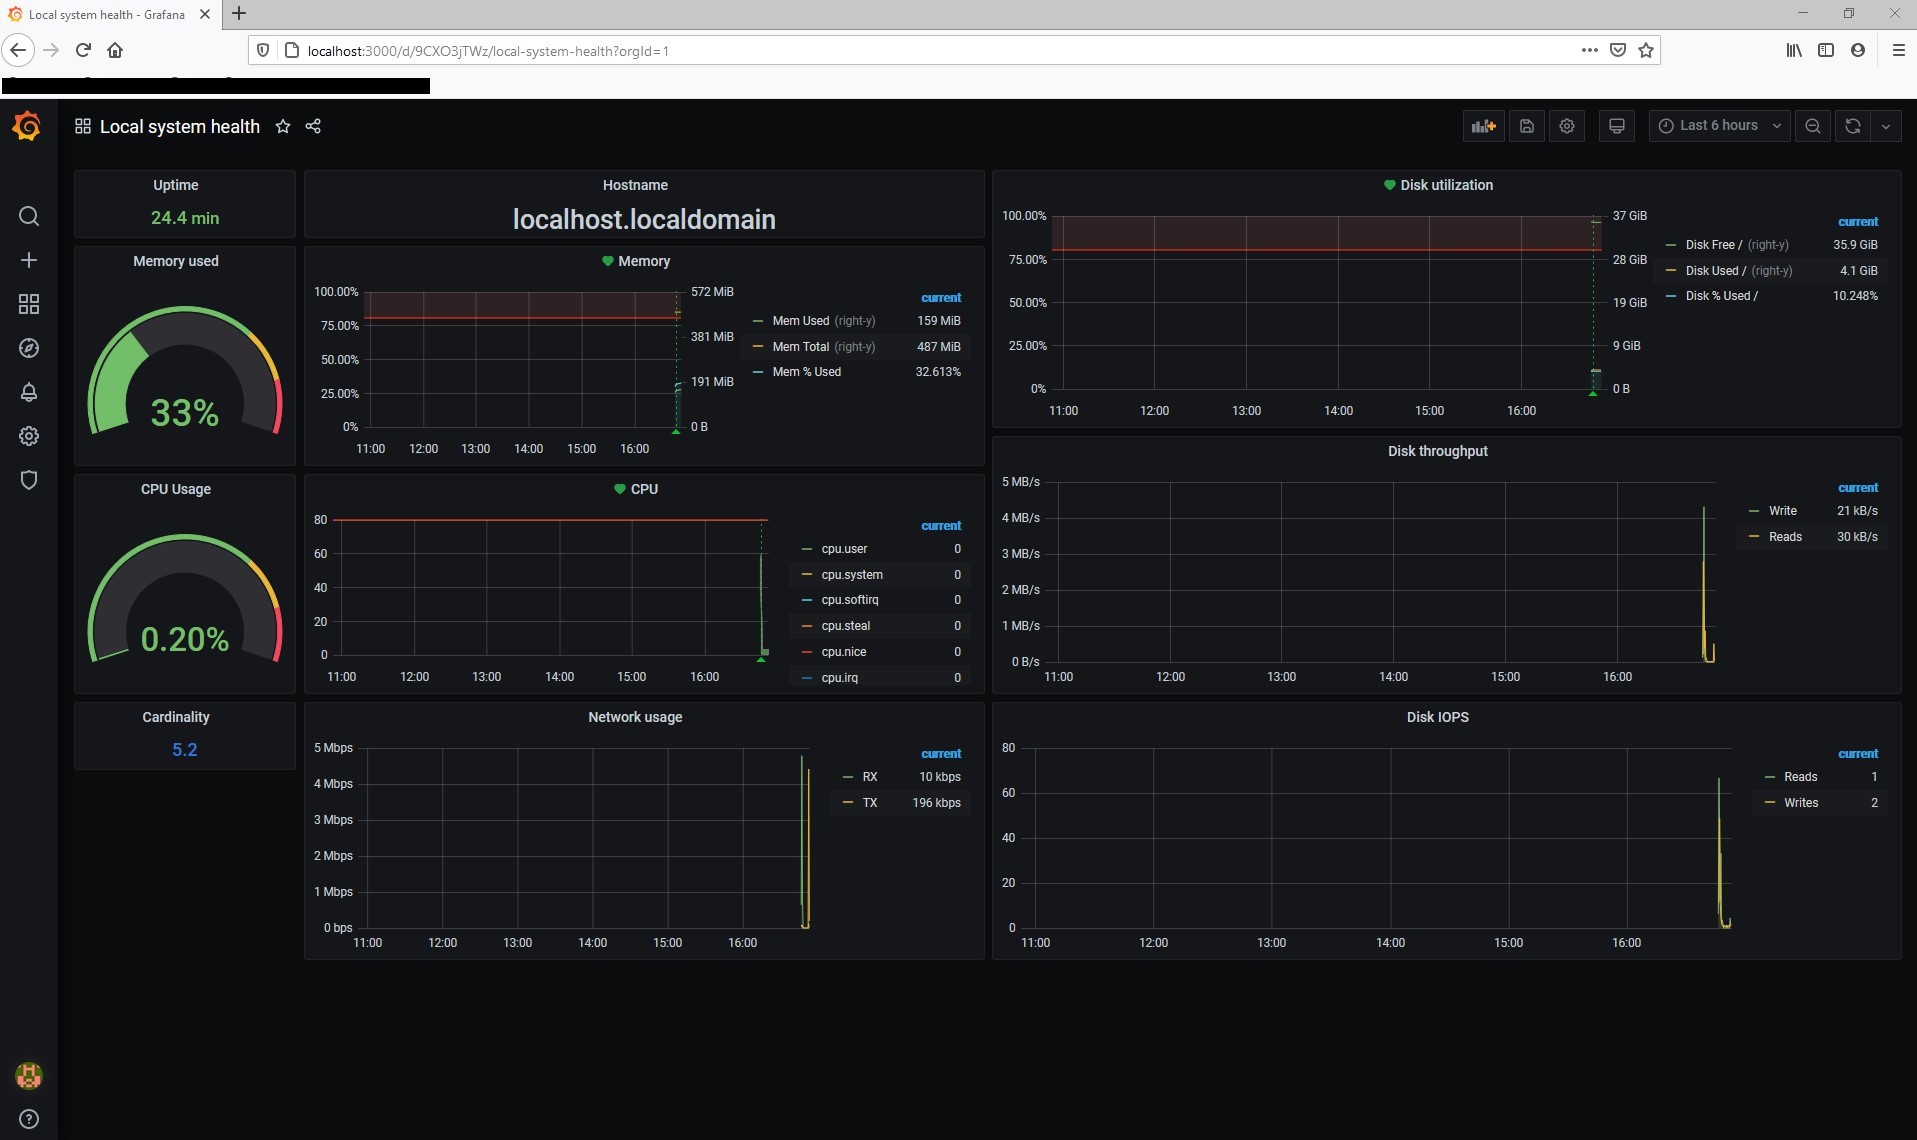 Local system health - Grafana
localhost:3000/d/9CXO3jTWz/local-system-health?orgId=1
Local system health
Last 6 hours
Uptime
24.4 min
Hostname
localhost.localdomain
Memory used
33%
Memory
100.00%
75.00%
50.00%
25.00%
0%
572 MiB
381 MiB
191 MiB
0 B
11:00 12:00 13:00 14:00 15:00 16:00
current
Mem Used (right-y) 159 MiB
Mem Total (right-y) 487 MiB
Mem % Used 32.613%
Disk utilization
100.00%
75.00%
50.00%
25.00%
0%
37 GiB
28 GiB
19 GiB
9 GiB
0 B
11:00 12:00 13:00 14:00 15:00 16:00
current
Disk Free / (right-y) 35.9 GiB
Disk Used / (right-y) 4.1 GiB
Disk % Used / 10.248%
CPU Usage
0.20%
CPU
80
60
40
20
0
11:00 12:00 13:00 14:00 15:00 16:00
current
cpu.user 0
cpu.system 0
cpu.softirq 0
cpu.steal 0
cpu.nice 0
cpu.irq 0
Disk throughput
5 MB/s
4 MB/s
3 MB/s
2 MB/s
1 MB/s
0 B/s
11:00 12:00 13:00 14:00 15:00 16:00
current
Write 21 kB/s
Reads 30 kB/s
Cardinality
5.2
Network usage
5 Mbps
4 Mbps
3 Mbps
2 Mbps
1 Mbps
0 bps
11:00 12:00 13:00 14:00 15:00 16:00
current
RX 10 kbps
TX 196 kbps
Disk IOPS
80
60
40
20
0
11:00 12:00 13:00 14:00 15:00 16:00
current
Reads 1
Writes 2